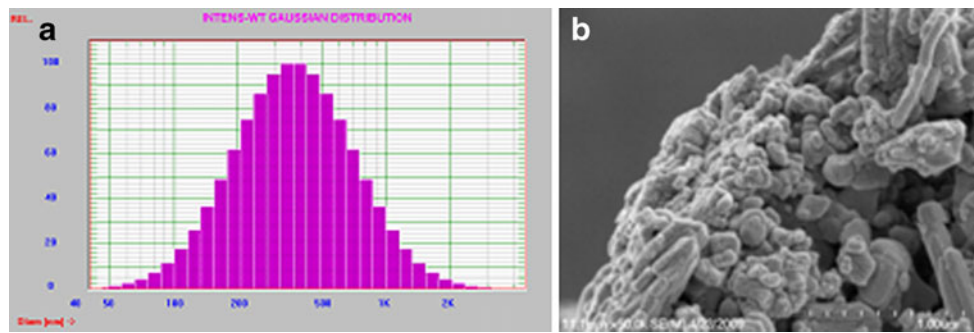 a
INTENS-WT GAUSSIAN DISTRIBUTION
REL.
100
80
60
40
20
0
40 50 100 200 500 1K 2K
Diam [nm] ->
b
1.00um